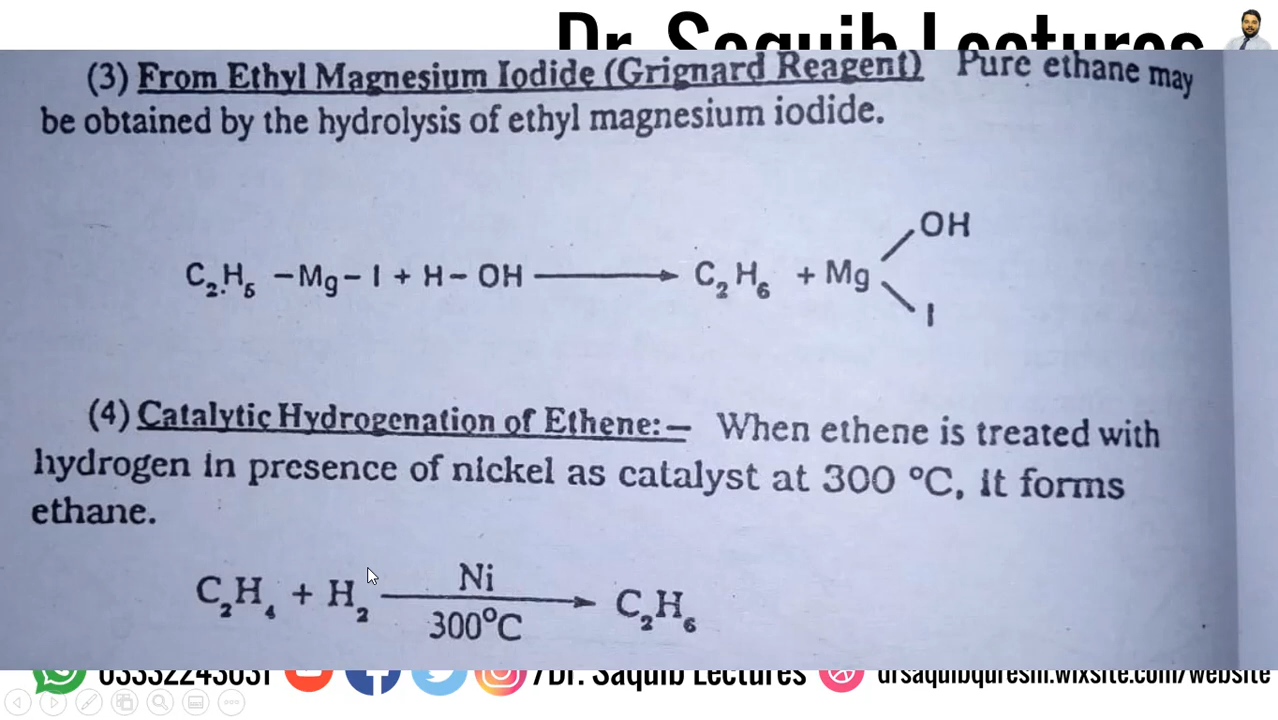 Dr. Saquib Lectures
(3) From Ethyl Magnesium Iodide (Grignard Reagent) Pure ethane may
be obtained by the hydrolysis of ethyl magnesium iodide.
OH
C₂H₅ –Mg– I + H– OH ⟶ C₂H₆ + Mg
I
(4) Catalytic Hydrogenation of Ethene:– When ethene is treated with
hydrogen in presence of nickel as catalyst at 300 °C, it forms
ethane.
Ni
C₂H₄ + H₂ ⟶ C₂H₆
300°C
03332243031 /Dr. Saquib Lectures drsaquibqureshi.wixsite.com/website